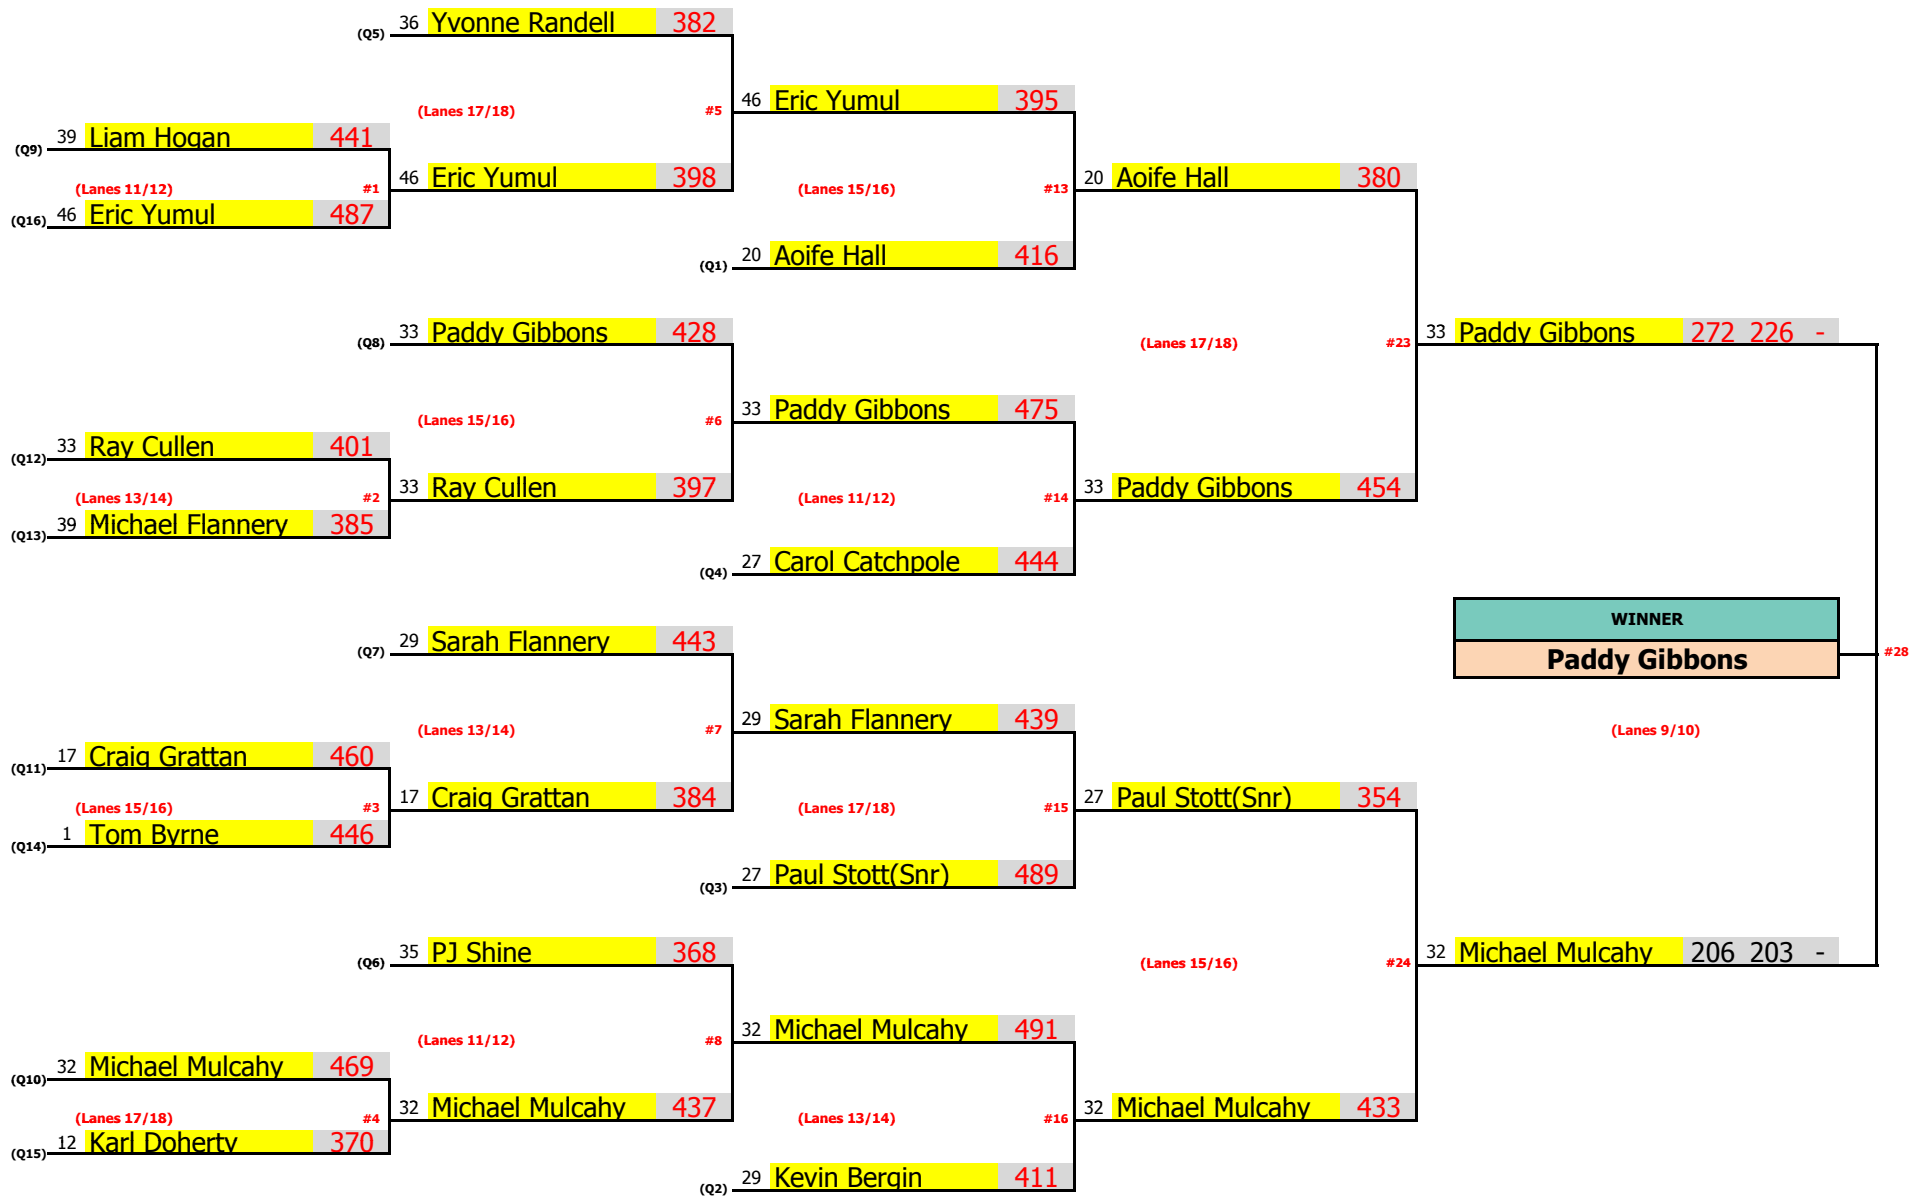 (Q5) 36 Yvonne Randell 382
(Lanes 17/18) #5 46 Eric Yumul 395
(Q9) 39 Liam Hogan 441
(Lanes 11/12) #1 46 Eric Yumul 398 (Lanes 15/16) #13 20 Aoife Hall 380
(Q16) 46 Eric Yumul 487
(Q1) 20 Aoife Hall 416
(Q8) 33 Paddy Gibbons 428 (Lanes 17/18) #23 33 Paddy Gibbons 272 226 -
(Lanes 15/16) #6 33 Paddy Gibbons 475
(Q12) 33 Ray Cullen 401
(Lanes 13/14) #2 33 Ray Cullen 397 (Lanes 11/12) #14 33 Paddy Gibbons 454
(Q13) 39 Michael Flannery 385
(Q4) 27 Carol Catchpole 444
WINNER
(Q7) 29 Sarah Flannery 443 Paddy Gibbons #28
(Lanes 13/14) #7 29 Sarah Flannery 439 (Lanes 9/10)
(Q11) 17 Craig Grattan 460
(Lanes 15/16) #3 17 Craig Grattan 384 (Lanes 17/18) #15 27 Paul Stott(Snr) 354
(Q14) 1 Tom Byrne 446
(Q3) 27 Paul Stott(Snr) 489
(Q6) 35 PJ Shine 368 (Lanes 15/16) #24 32 Michael Mulcahy 206 203 -
(Lanes 11/12) #8 32 Michael Mulcahy 491
(Q10) 32 Michael Mulcahy 469
(Lanes 17/18) #4 32 Michael Mulcahy 437 (Lanes 13/14) #16 32 Michael Mulcahy 433
(Q15) 12 Karl Doherty 370
(Q2) 29 Kevin Bergin 411